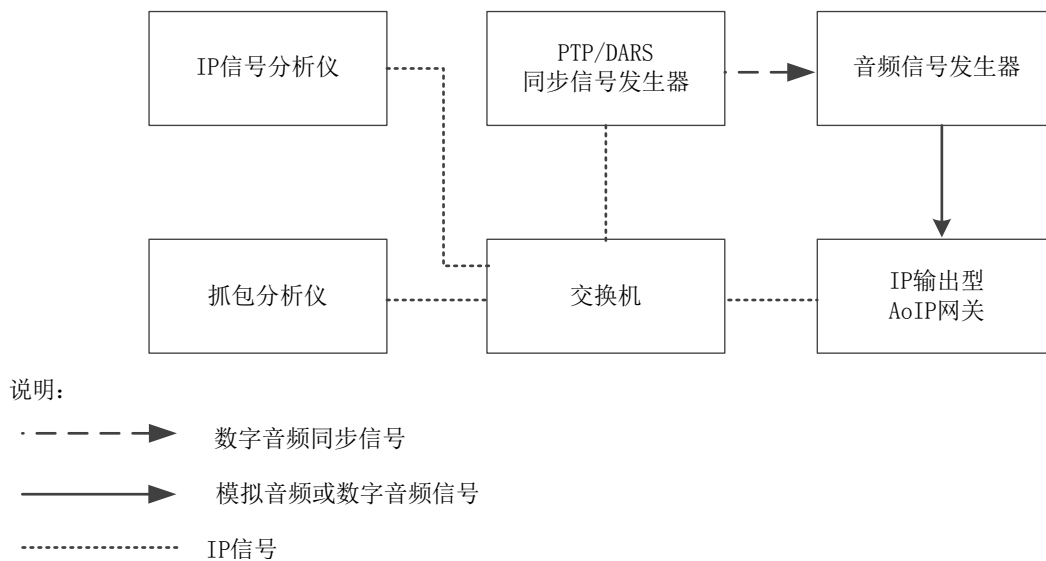 IP信号分析仪
PTP/DARS
同步信号发生器
音频信号发生器
抓包分析仪
交换机
IP输出型
AoIP网关
说明：
数字音频同步信号
模拟音频或数字音频信号
IP信号